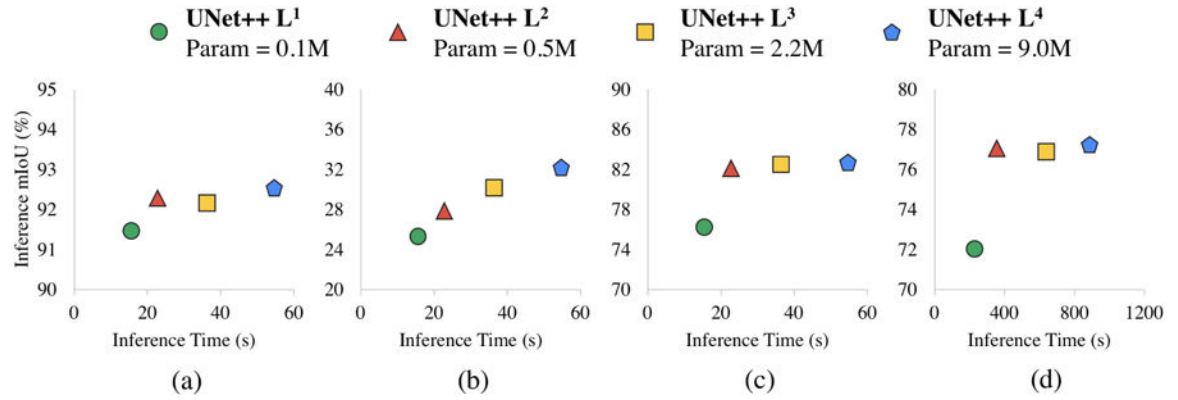 UNet++ L¹ UNet++ L² UNet++ L³ UNet++ L⁴
Param = 0.1M Param = 0.5M Param = 2.2M Param = 9.0M
Inference mIoU (%)
95
94
93
92
91
90
0 20 40 60
Inference Time (s)
(a)
40
36
32
28
24
20
0 20 40 60
Inference Time (s)
(b)
90
86
82
78
74
70
0 20 40 60
Inference Time (s)
(c)
80
78
76
74
72
70
0 400 800 1200
Inference Time (s)
(d)